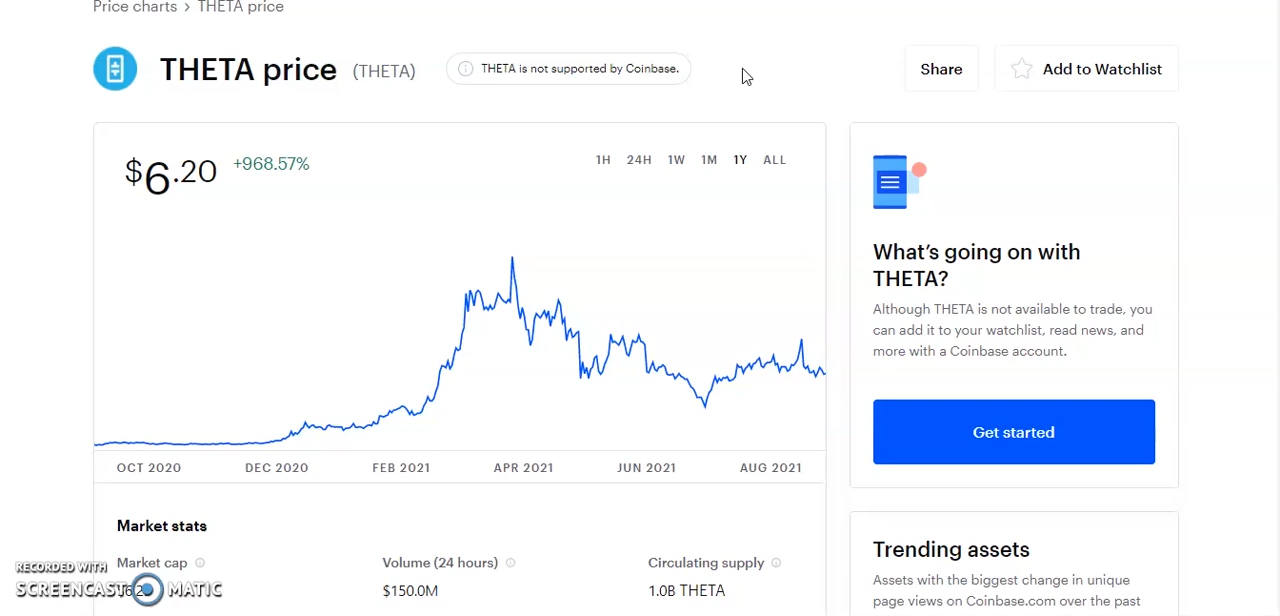 Price charts > THETA price
THETA price (THETA)
THETA is not supported by Coinbase.
Share
Add to Watchlist
$6.20 +968.57%
1H 24H 1W 1M 1Y ALL
What's going on with
THETA?
Although THETA is not available to trade, you
can add it to your watchlist, read news, and
more with a Coinbase account.
Get started
OCT 2020 DEC 2020 FEB 2021 APR 2021 JUN 2021 AUG 2021
Market stats
Market cap
Volume (24 hours)
$150.0M
Circulating supply
1.0B THETA
Trending assets
Assets with the biggest change in unique
page views on Coinbase.com over the past
RECORDED WITH
SCREENCAST MATIC